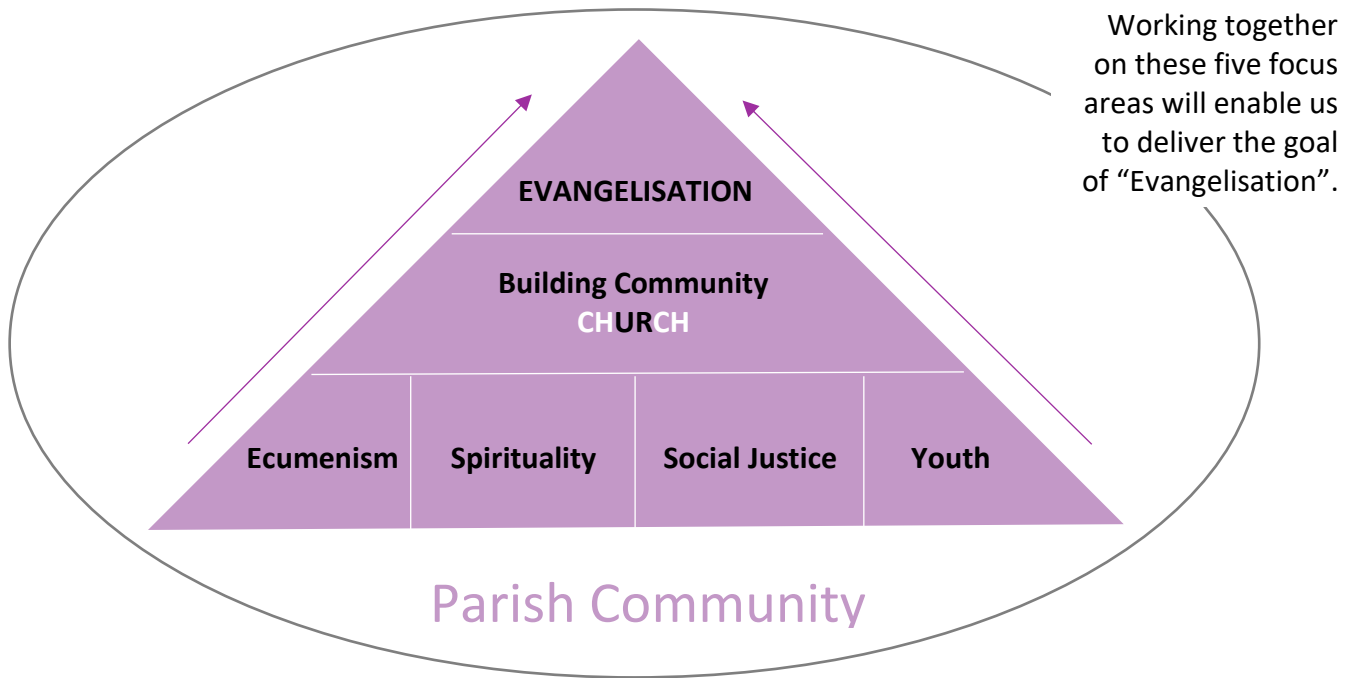 Working together
on these five focus
areas will enable us
to deliver the goal
of “Evangelisation”.
EVANGELISATION
Building Community
CHURCH
Ecumenism
Spirituality
Social Justice
Youth
Parish Community